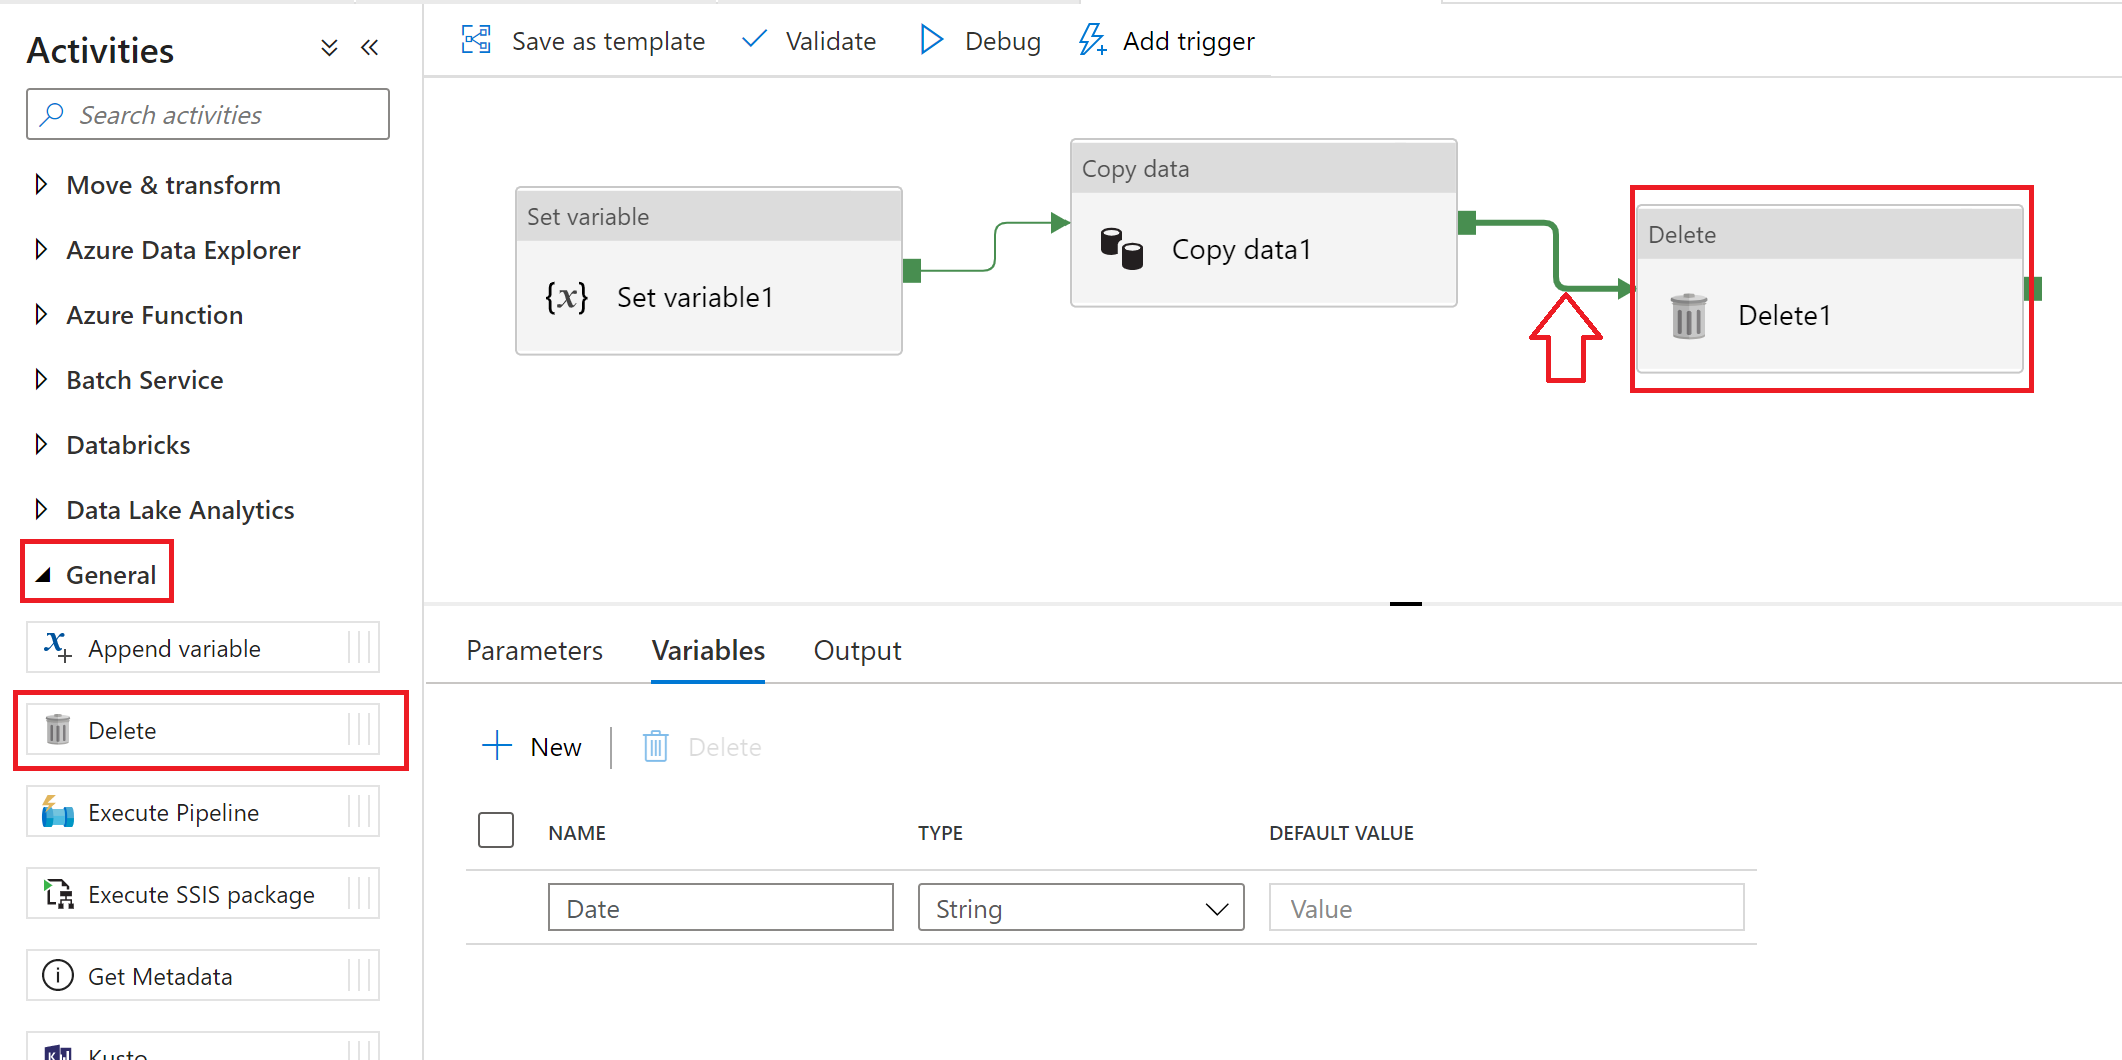 Activities
Search activities
Move & transform
Azure Data Explorer
Azure Function
Batch Service
Databricks
Data Lake Analytics
General
Append variable
Delete
Execute Pipeline
Execute SSIS package
Get Metadata
Kusto
Save as template
Validate
Debug
Add trigger
Set variable
{x} Set variable1
Copy data
Copy data1
Delete
Delete1
Parameters Variables Output
New Delete
NAME TYPE DEFAULT VALUE
Date String Value